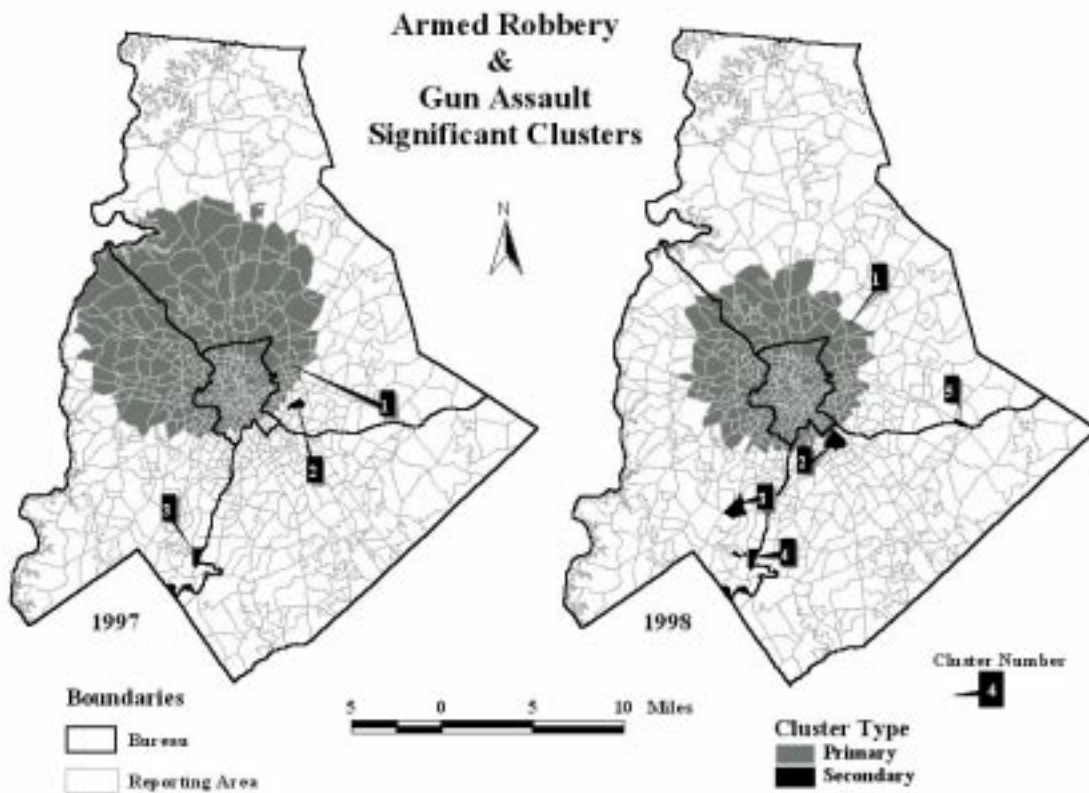 Armed Robbery
&
Gun Assault
Significant Clusters
N
1
2
3
1997
1
2
3
4
5
1998
Cluster Number
4
Boundaries
Bureau
Reporting Area
5 0 5 10 Miles
Cluster Type
Primary
Secondary